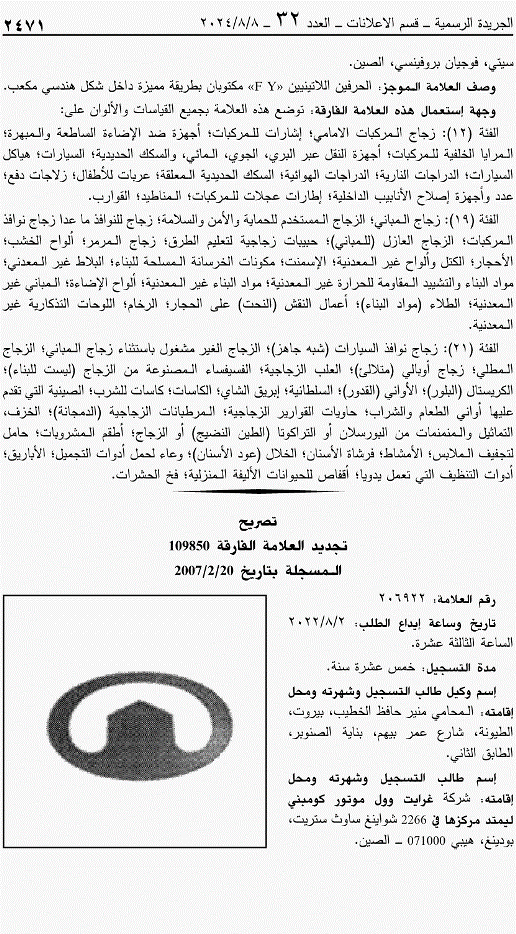 الجريدة الرسمية ــ قسم الاعلانات ــ العدد ٣٢ ــ ٢٠٢٤/٨/٨ ٢٤٧١
سيتي، فوجيان بروفينسي، الصين.
وصف العلامة الموجز: الحرفين اللاتينيين «F Y» مكتوبان بطريقة مميزة داخل شكل هندسي مكعب.
وجهة إستعمال هذه العلامة الفارقة: توضع هذه العلامة بجميع القياسات والألوان على:
الفئة (١٢): زجاج المركبات الامامي؛ إشارات للمركبات؛ أجهزة ضد الإضاءة الساطعة والمبهرة؛
المرايا الخلفية للمركبات؛ أجهزة النقل عبر البري، الجوي، المائي، والسكك الحديدية؛ السيارات؛ هياكل
السيارات؛ الدراجات النارية؛ الدراجات الهوائية؛ السكك الحديدية المعلقة؛ عربات للأطفال؛ زلاجات دفع؛
عدد وأجهزة إصلاح الأنابيب الداخلية؛ إطارات عجلات للمركبات؛ المناطيد؛ القوارب.
الفئة (١٩): زجاج المباني؛ الزجاج المستخدم للحماية والأمن والسلامة؛ زجاج للنوافذ ما عدا زجاج نوافذ
المركبات؛ الزجاج العازل (للمباني)؛ حبيبات زجاجية لتعليم الطرق؛ زجاج المرمر؛ ألواح الخشب؛
الأحجار؛ الكتل وألواح غير المعدنية؛ الإسمنت؛ مكونات الخرسانة المسلحة للبناء؛ البلاط غير المعدني؛
مواد البناء والتشييد المقاومة للحرارة غير المعدنية؛ مواد البناء غير المعدنية؛ ألواح الإضاءة؛ المباني غير
المعدنية؛ الطلاء (مواد البناء)؛ أعمال النقش (النحت) على الحجار؛ الرخام؛ اللوحات التذكارية غير
المعدنية.
الفئة (٢١): زجاج نوافذ السيارات (شبه جاهز)؛ الزجاج الغير مشغول باستثناء زجاج المباني؛ الزجاج
المطلي؛ زجاج أوبالي (متلالئ)؛ العلب الزجاجية؛ الفسيفساء المصنوعة من الزجاج (ليست للبناء)؛
الكريستال (البلور)؛ الأواني (القدور)؛ السلطانية؛ إبريق الشاي؛ الكاسات؛ كاسات للشرب؛ الصينية التي تقدم
عليها أواني الطعام والشراب؛ حاويات القوارير الزجاجية؛ المرطبانات الزجاجية (الدمجانة)؛ الخزف،
التماثيل والمنمنمات من البورسلان أو التراكوتا (الطين النضيج) أو الزجاج؛ أطقم المشروبات؛ حامل
لتجفيف الملابس؛ الأمشاط؛ فرشاة الأسنان؛ الخلال (عود الأسنان)؛ وعاء لحمل أدوات التجميل؛ الأباريق؛
أدوات التنظيف التي تعمل يدويا؛ أقفاص للحيوانات الأليفة المنزلية؛ فخ الحشرات.
تصريح
تجديد العلامة الفارقة 109850
المسجلة بتاريخ 2007/2/20
رقم العلامة: ٢٠٦٩٢٢
تاريخ وساعة إيداع الطلب: ٢٠٢٢/٨/٢
الساعة الثالثة عشرة.
مدة التسجيل: خمس عشرة سنة.
إسم وكيل طالب التسجيل وشهرته ومحل
إقامته: المحامي منير حافظ الخطيب، بيروت،
الطيونة، شارع عمر بيهم، بناية الصنوبر،
الطابق الثاني.
إسم طالب التسجيل وشهرته ومحل
إقامته: شركة غرايت وول موتور كومبني
ليمتد مركزها في 2266 شواينغ ساوث ستريت،
بودينغ، هيبي 071000 ــ الصين.